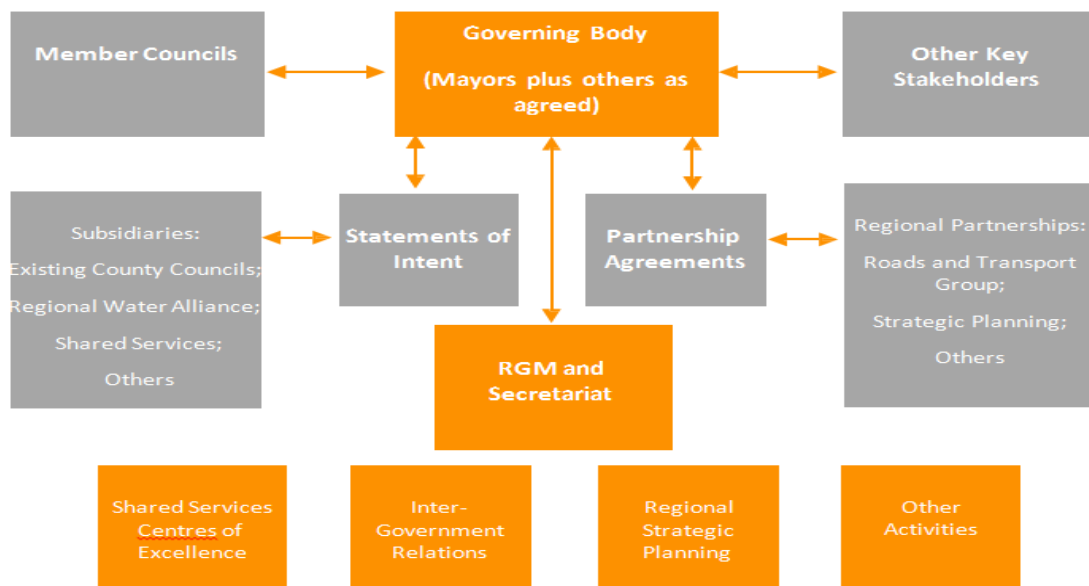 Member Councils
Governing Body
(Mayors plus others as
agreed)
Other Key
Stakeholders
Subsidiaries:
Existing County Councils;
Regional Water Alliance;
Shared Services;
Others
Statements of
Intent
Partnership
Agreements
Regional Partnerships:
Roads and Transport
Group;
Strategic Planning;
Others
RGM and
Secretariat
Shared Services
Centres of
Excellence
Inter-
Government
Relations
Regional
Strategic
Planning
Other
Activities